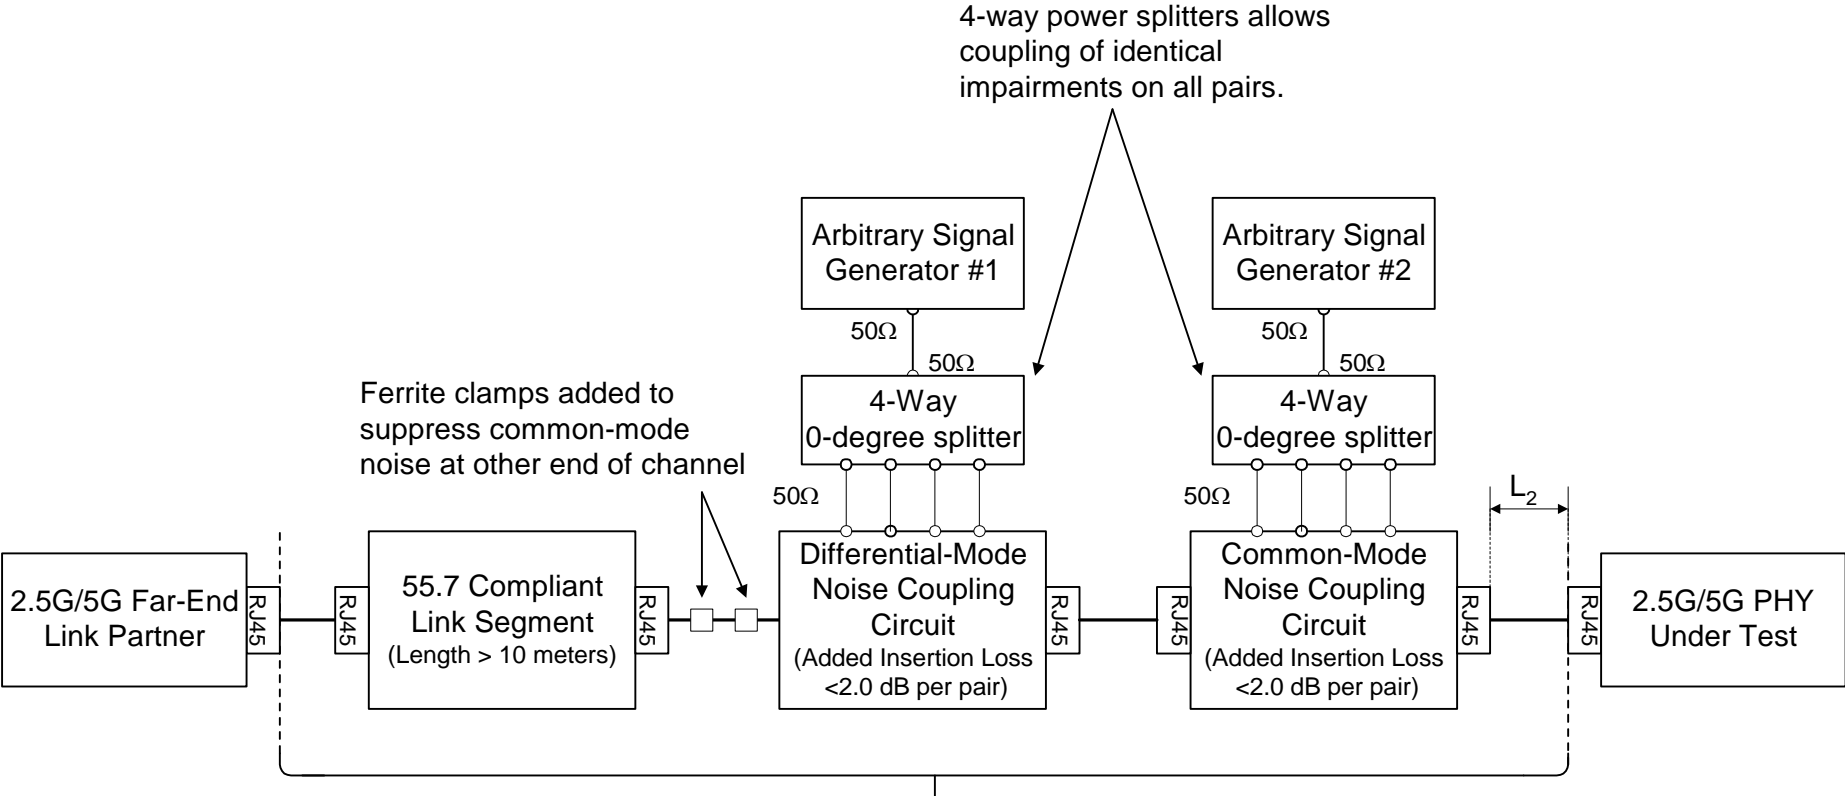 4-way power splitters allows
coupling of identical
impairments on all pairs.
Arbitrary Signal
Generator #1
Arbitrary Signal
Generator #2
50Ω
50Ω
50Ω
50Ω
Ferrite clamps added to
suppress common-mode
noise at other end of channel
4-Way
0-degree splitter
4-Way
0-degree splitter
50Ω
50Ω
L2
2.5G/5G Far-End
Link Partner
RJ45
RJ45
55.7 Compliant
Link Segment
(Length > 10 meters)
RJ45
Differential-Mode
Noise Coupling
Circuit
(Added Insertion Loss
<2.0 dB per pair)
RJ45
RJ45
Common-Mode
Noise Coupling
Circuit
(Added Insertion Loss
<2.0 dB per pair)
RJ45
RJ45
2.5G/5G PHY
Under Test